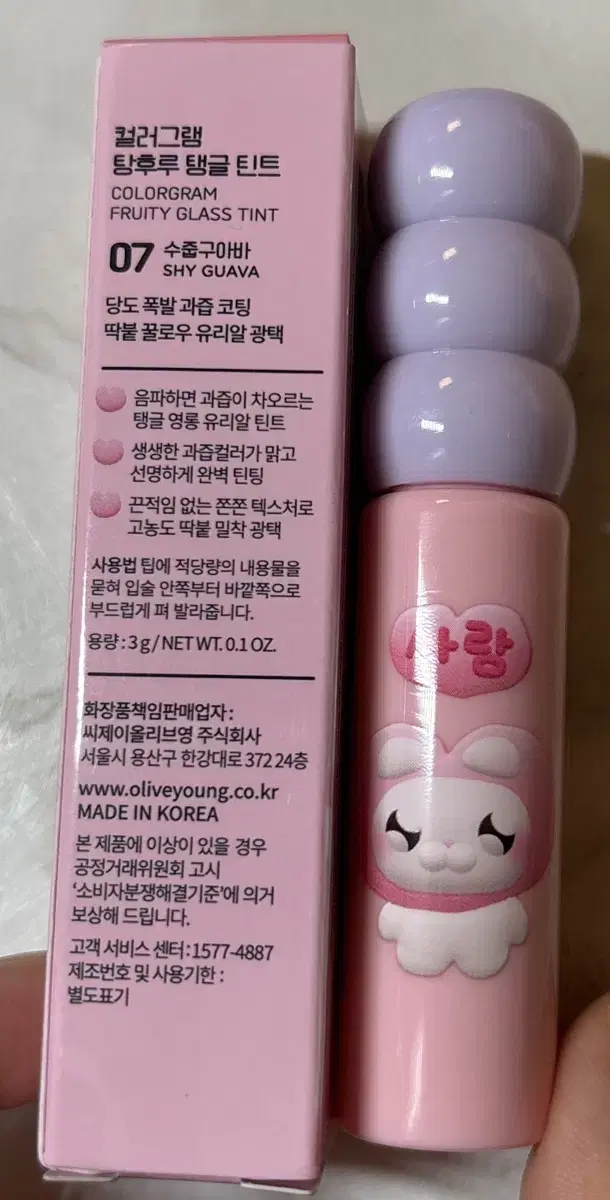 컬러그램
탕후루 탱글 틴트
COLORGRAM
FRUITY GLASS TINT
07 수줍구아바
SHY GUAVA
당도 폭발 과즙 코팅
딱붙 꿀로우 유리알 광택
음파하면 과즙이 차오르는
탱글 영롱 유리알 틴트
생생한 과즙컬러가 맑고
선명하게 완벽 틴팅
끈적임 없는 쫀쫀 텍스처로
고농도 딱붙 밀착 광택
사용법 팁에 적당량의 내용물을
묻혀 입술 안쪽부터 바깥쪽으로
부드럽게 펴 발라줍니다.
용량:3g/NET WT. 0.1 OZ.
화장품책임판매업자:
씨제이올리브영 주식회사
서울시 용산구 한강대로 372 24층
www.oliveyoung.co.kr
MADE IN KOREA
본 제품에 이상이 있을 경우
공정거래위원회 고시
'소비자분쟁해결기준'에 의거
보상해 드립니다.
고객 서비스 센터:1577-4887
제조번호 및 사용기한:
별도표기
사랑